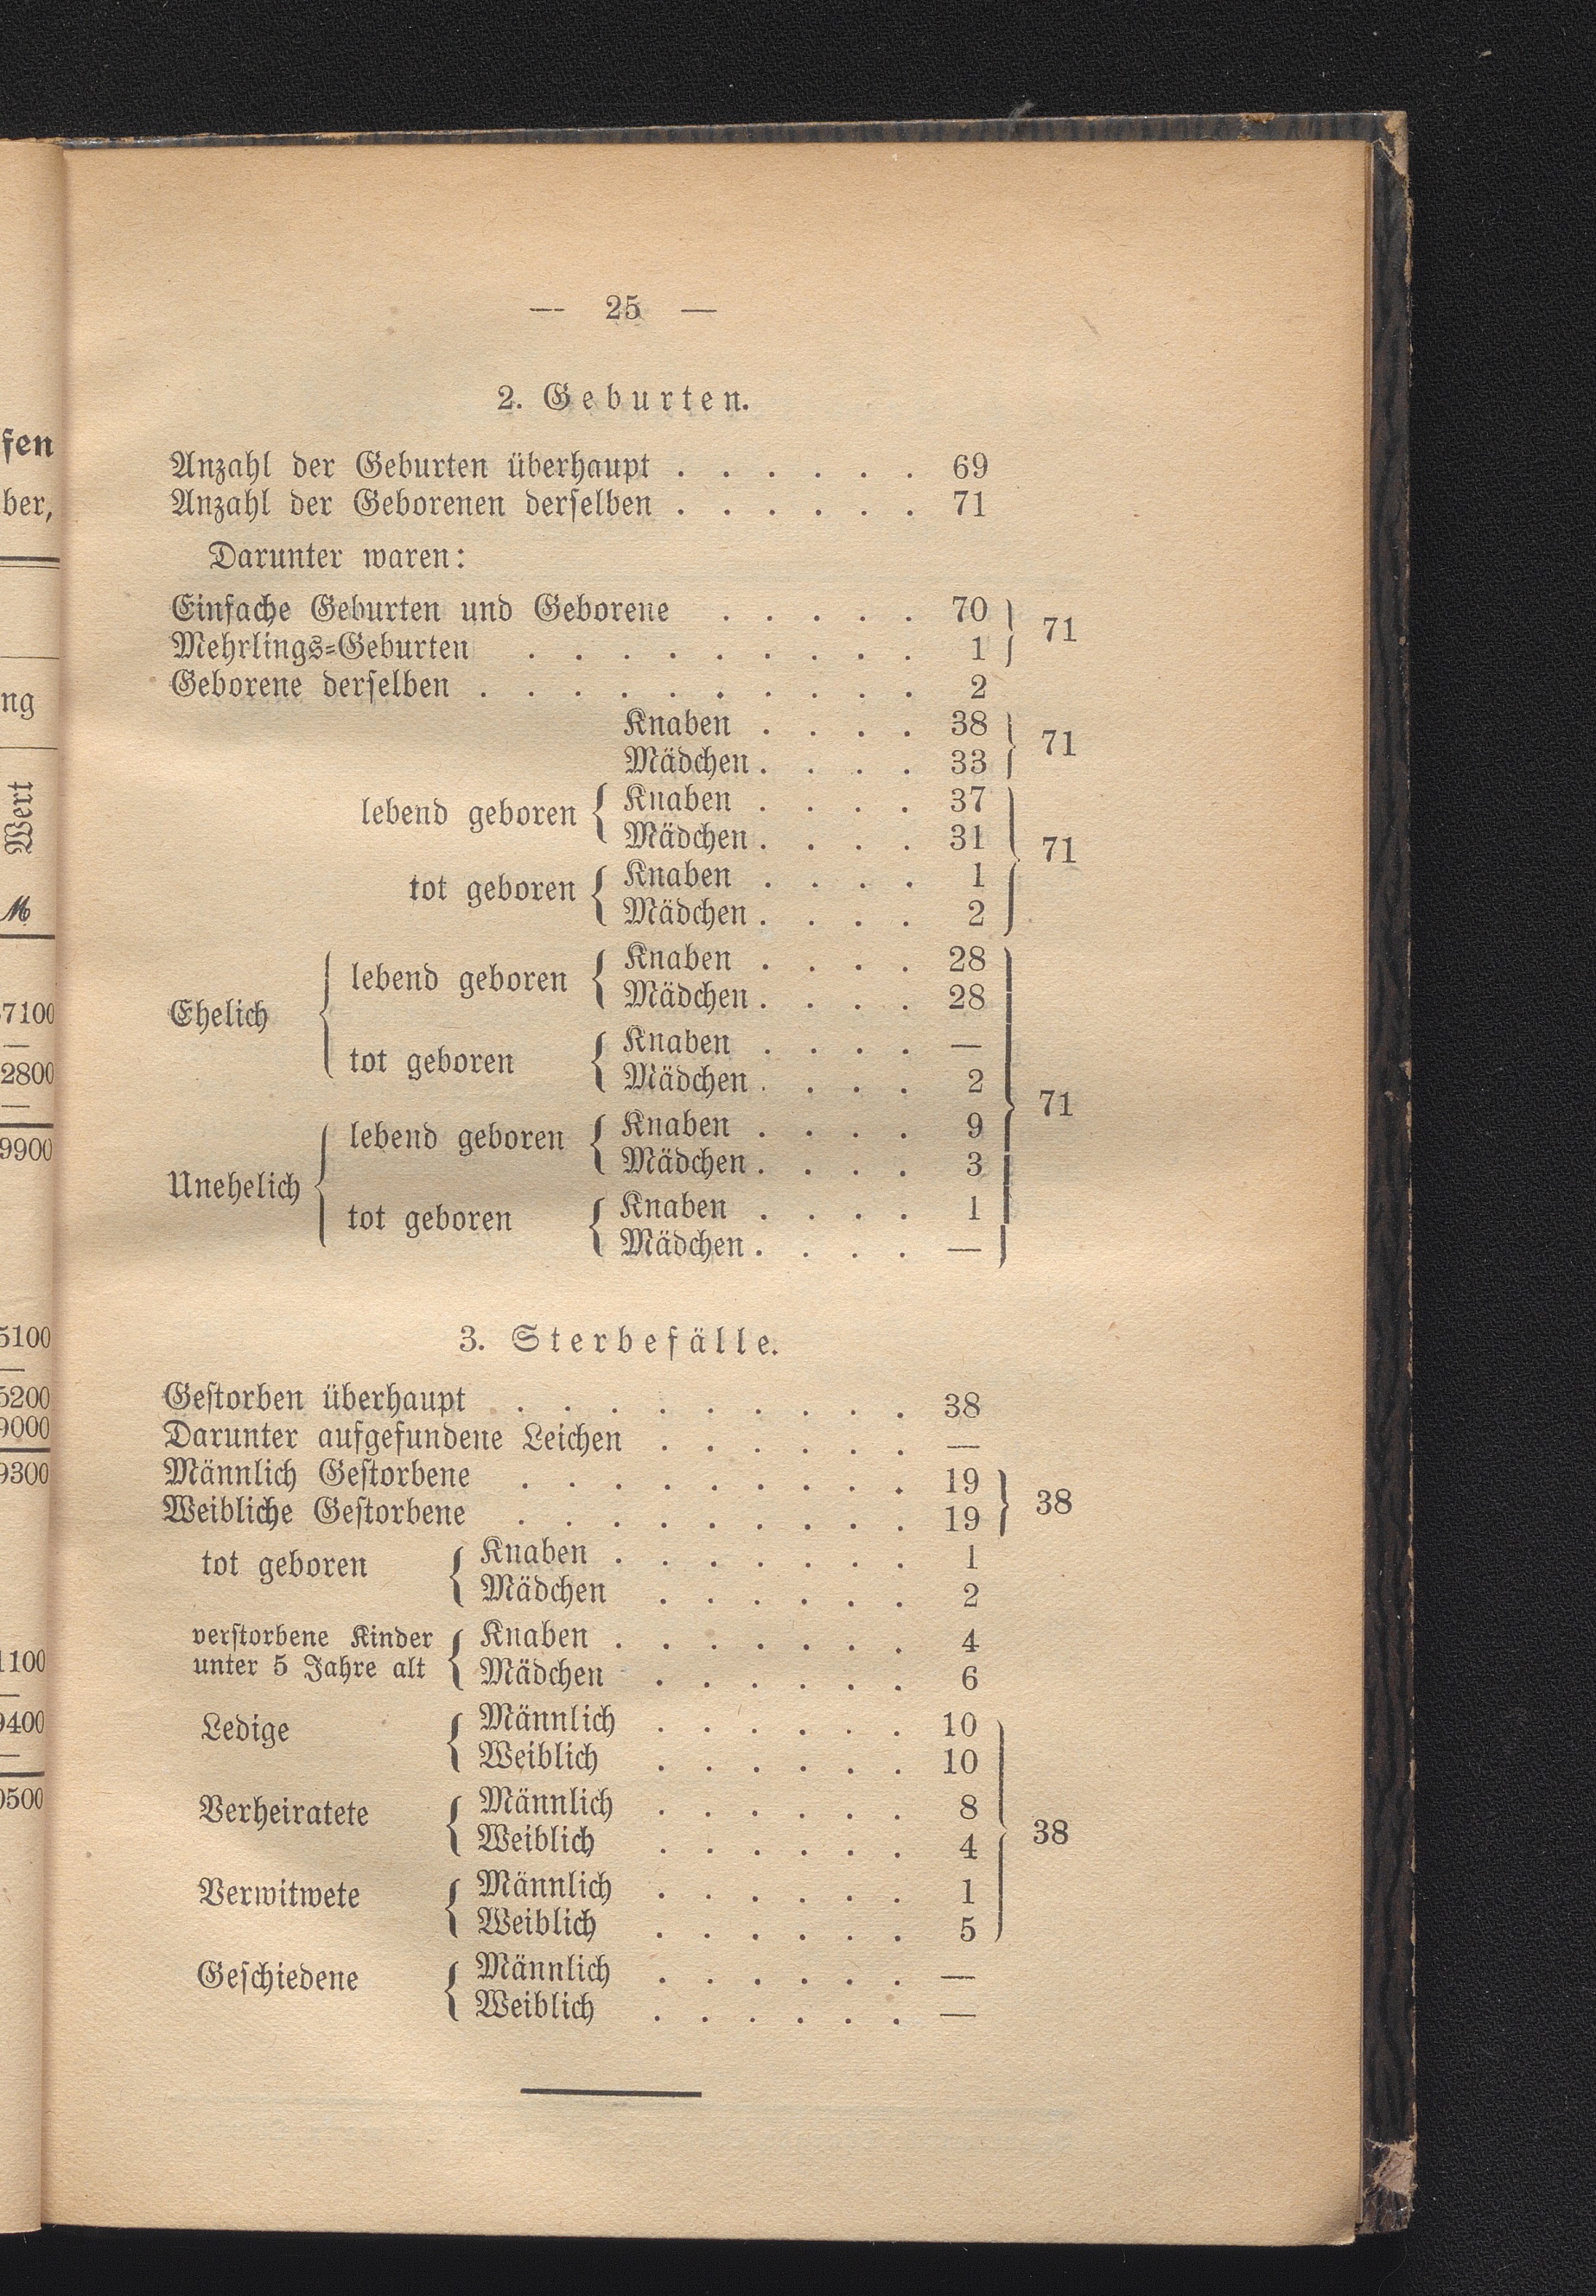 — 25 —
2. Geburten.
Anzahl der Geburten überhaupt . . . . . . 69
Anzahl der Geborenen derselben . . . . . . 71
Darunter waren:
Einfache Geburten und Geborene . . . . . 70
71
Mehrlings-Geburten . . . . . . . . . 1
Geborene derselben . . . . . . . . . . 2
Knaben . . . . 38
71
Mädchen . . . . 33
lebend geboren { Knaben . . . . 37
Mädchen . . . . 31
71
tot geboren { Knaben . . . . 1
Mädchen . . . . 2
Ehelich { lebend geboren { Knaben . . . . 28
Mädchen . . . . 28
tot geboren { Knaben . . . . —
Mädchen . . . . 2
71
Unehelich { lebend geboren { Knaben . . . . 9
Mädchen . . . . 3
tot geboren { Knaben . . . . 1
Mädchen . . . . —
3. Sterbefälle.
Gestorben überhaupt . . . . . . . . . 38
Darunter aufgefundene Leichen . . . . . . —
Männlich Gestorbene . . . . . . . . . 19
38
Weibliche Gestorbene . . . . . . . . . 19
tot geboren { Knaben . . . . . . . 1
Mädchen . . . . . . 2
verstorbene Kinder
unter 5 Jahre alt { Knaben . . . . . . . 4
Mädchen . . . . . . 6
Ledige { Männlich . . . . . . 10
Weiblich . . . . . . 10
Verheiratete { Männlich . . . . . . 8
38
Weiblich . . . . . . 4
Verwitwete { Männlich . . . . . . 1
Weiblich . . . . . . 5
Geschiedene { Männlich . . . . . . —
Weiblich . . . . . . —